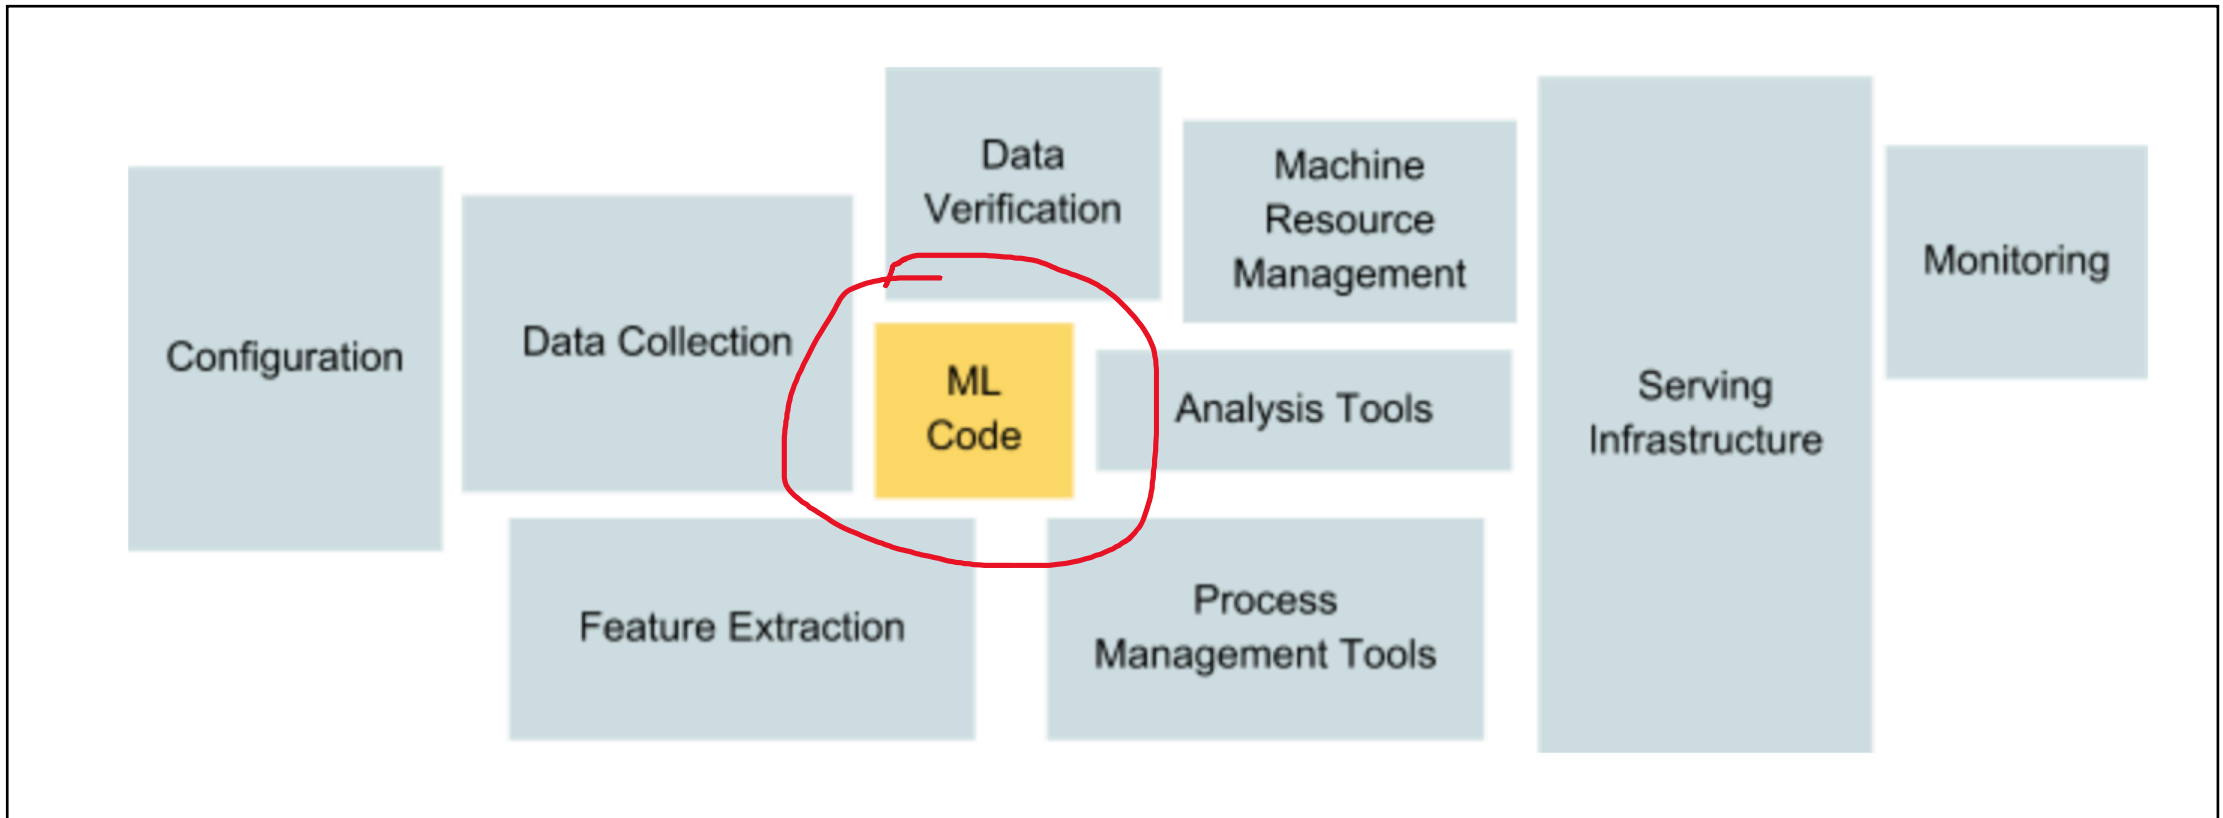 Configuration
Data Collection
Data
Verification
Machine
Resource
Management
Monitoring
ML
Code
Analysis Tools
Serving
Infrastructure
Feature Extraction
Process
Management Tools